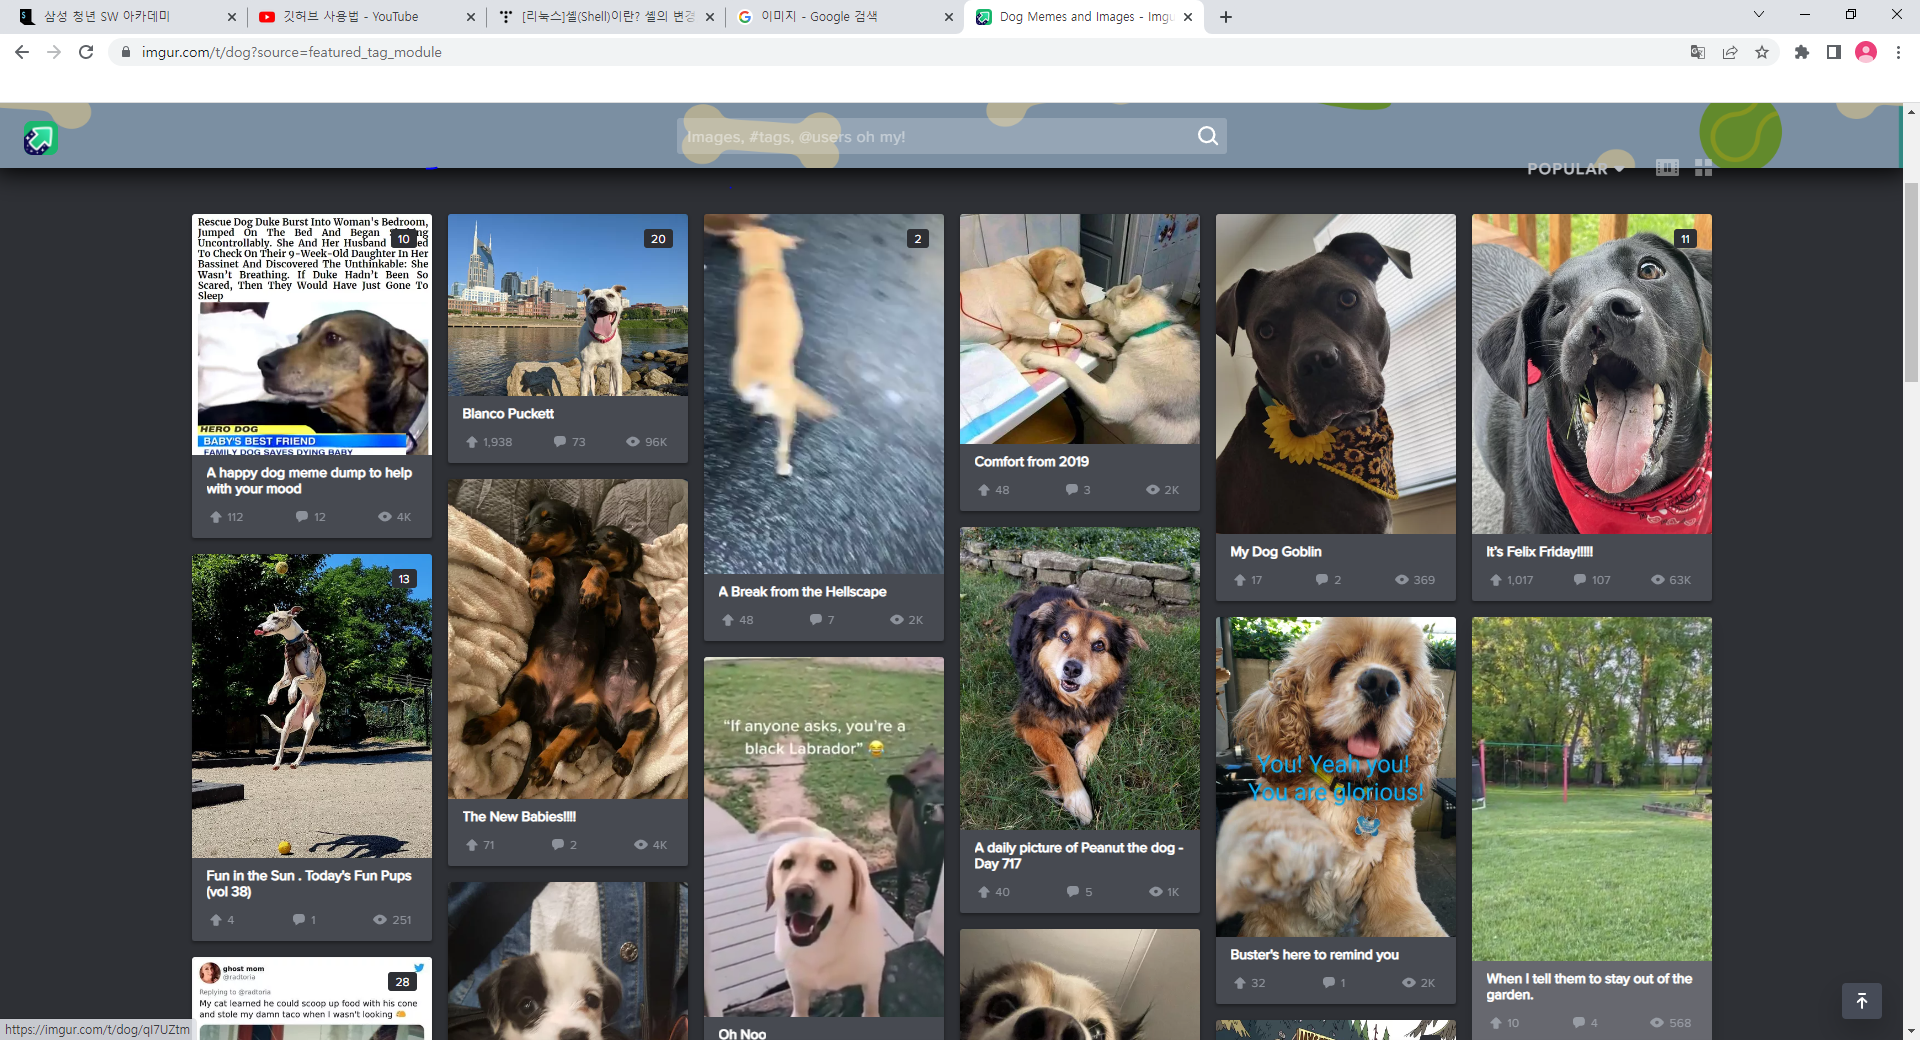 삼성 청년 SW 아카데미
깃허브 사용법 - YouTube
[리눅스]셸(Shell)이란? 셸의 변경
이미지 - Google 검색
Dog Memes and Images - Imgu
imgur.com/t/dog?source=featured_tag_module
Images, #tags, @users oh my!
POPULAR
Rescue Dog Duke Burst Into Woman's Bedroom,
Jumped On The Bed And Began
Uncontrollably. She And Her Husband
To Check On Their 9-Week-Old Daughter In Her
Bassinet And Discovered The Unthinkable: She
Wasn't Breathing. If Duke Hadn't Been So
Scared, Then They Would Have Just Gone To
Sleep
10
HERO DOG
BABY'S BEST FRIEND
FAMILY DOG SAVES DYING BABY
A happy dog meme dump to help
with your mood
112 12 4K
13
Fun in the Sun . Today's Fun Pups
(vol 38)
4 1 251
ghost mom
@radtoria
28
Replying to @radtoria
My cat learned he could scoop up food with his cone
and stole my damn taco when I wasn't looking
https://imgur.com/t/dog/qI7UZtm
20
Blanco Puckett
1,938 73 96K
The New Babies!!!!
71 2 4K
2
A Break from the Hellscape
48 7 2K
“If anyone asks, you’re a
black Labrador”
Oh Noo
Comfort from 2019
48 3 2K
A daily picture of Peanut the dog -
Day 717
40 5 1K
My Dog Goblin
17 2 369
You! Yeah you!
You are glorious!
Buster's here to remind you
32 1 2K
11
It's Felix Friday!!!!!
1,017 107 63K
When I tell them to stay out of the
garden.
10 4 568